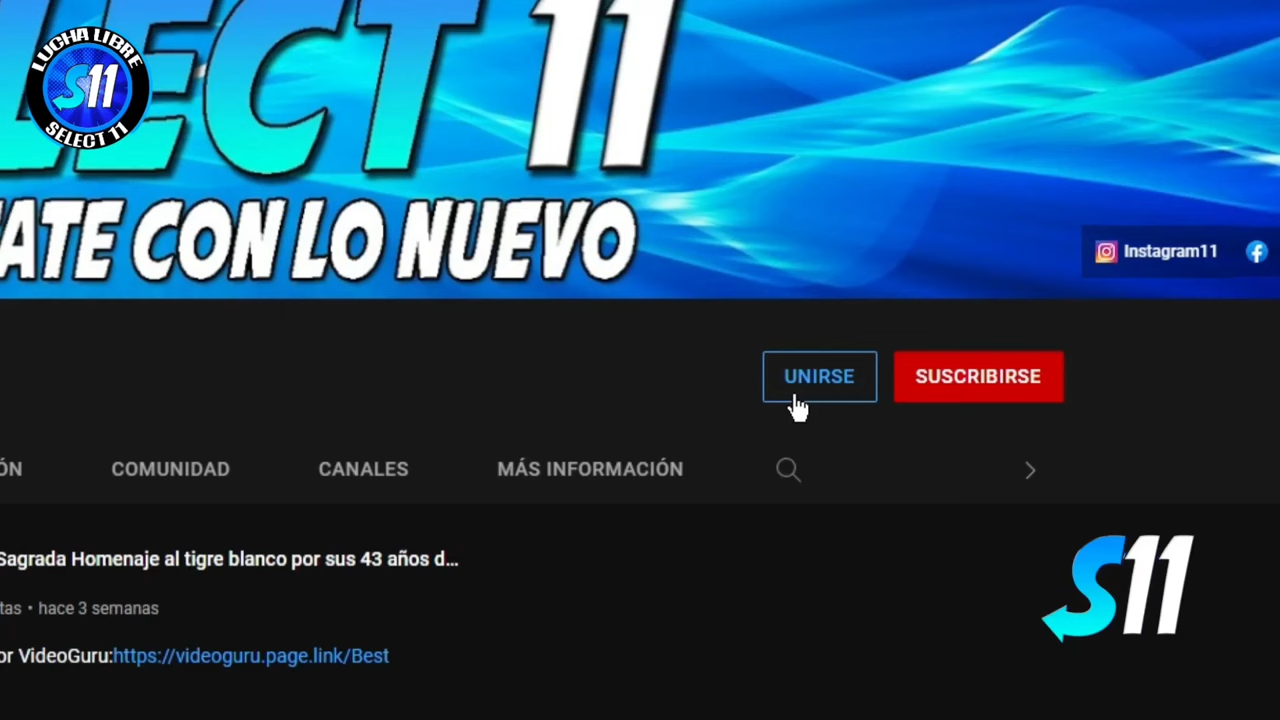 LUCHA LIBRE
S11
SELECT 11
LECT 11
ATE CON LO NUEVO
Instagram11
UNIRSE
SUSCRIBIRSE
ÓN
COMUNIDAD
CANALES
MÁS INFORMACIÓN
Sagrada Homenaje al tigre blanco por sus 43 años d...
tas • hace 3 semanas
or VideoGuru:https://videoguru.page.link/Best
S11